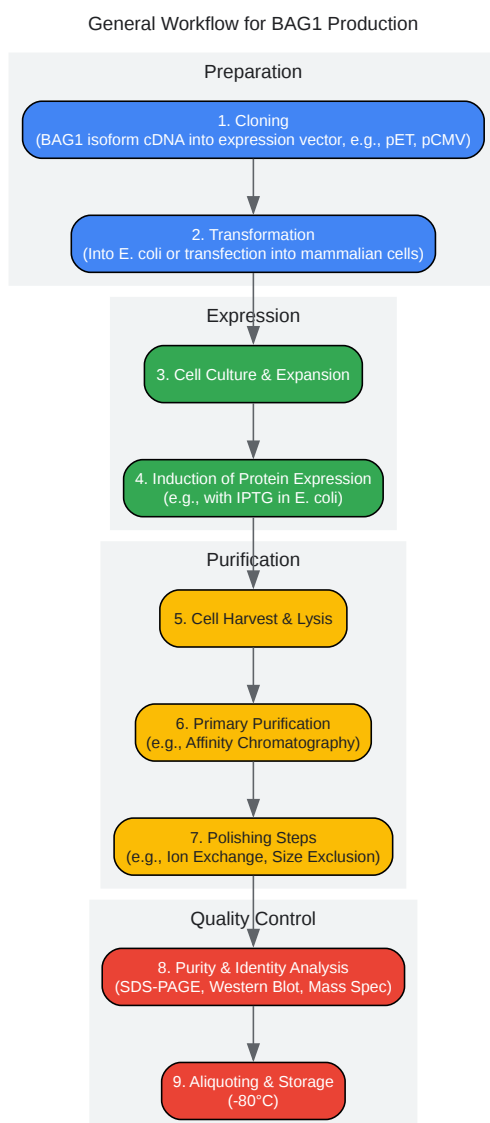 General Workflow for BAG1 Production
Preparation
1. Cloning
(BAG1 isoform cDNA into expression vector, e.g., pET, pCMV)
2. Transformation
(Into E. coli or transfection into mammalian cells)
Expression
3. Cell Culture & Expansion
4. Induction of Protein Expression
(e.g., with IPTG in E. coli)
Purification
5. Cell Harvest & Lysis
6. Primary Purification
(e.g., Affinity Chromatography)
7. Polishing Steps
(e.g., Ion Exchange, Size Exclusion)
Quality Control
8. Purity & Identity Analysis
(SDS-PAGE, Western Blot, Mass Spec)
9. Aliquoting & Storage
(-80°C)